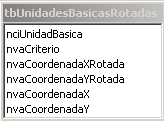 tbUnidadesBasicasRotadas
nciUnidadBasica
nvaCriterio
nvaCoordenadaXRotada
nvaCoordenadaYRotada
nvaCoordenadaX
nvaCoordenadaY